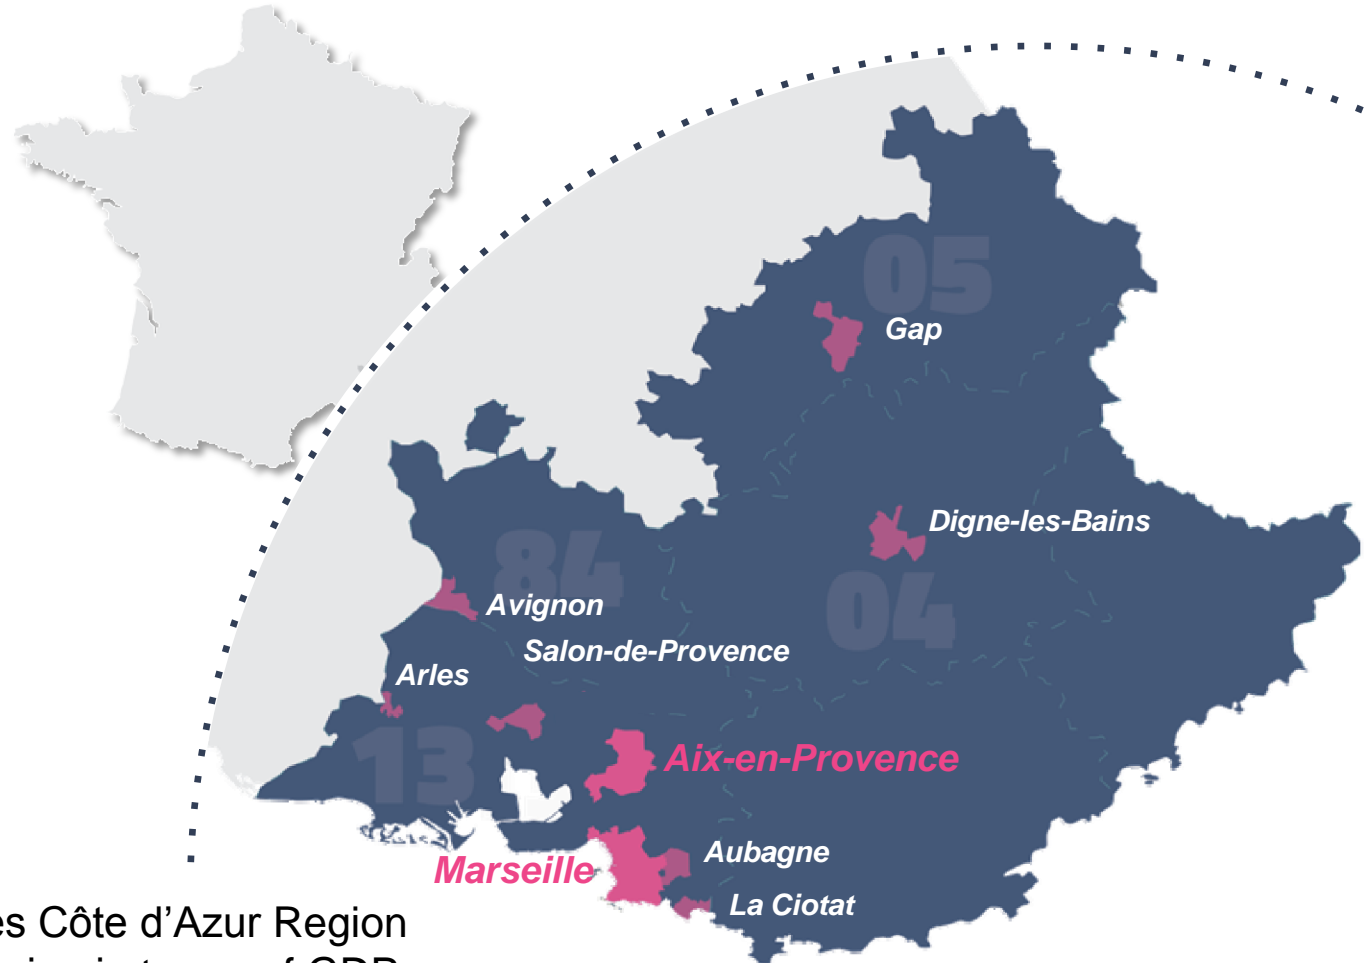 05
Gap
Digne-les-Bains
84
04
Avignon
Salon-de-Provence
Arles
13
Aix-en-Provence
Aubagne
Marseille
La Ciotat
es Côte d’Azur Region